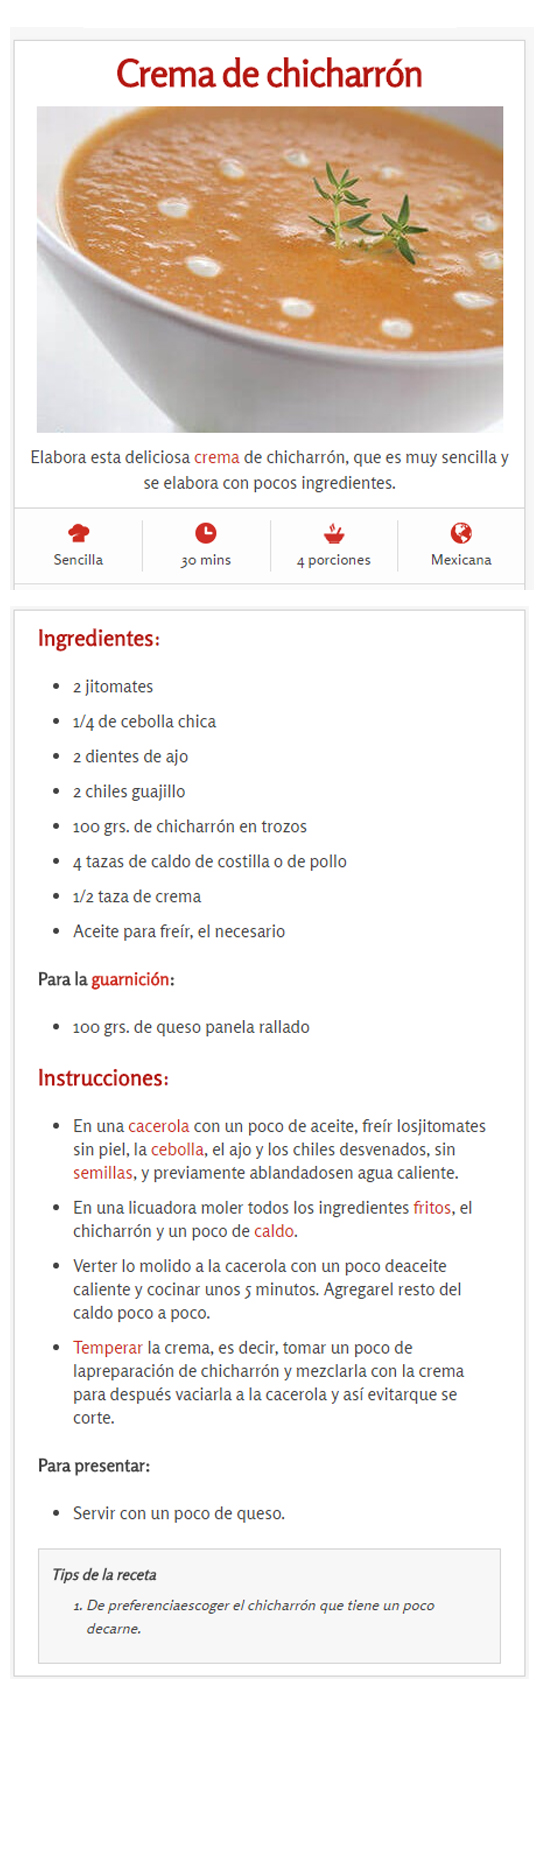 Crema de chicharrón
Elabora esta deliciosa crema de chicharrón, que es muy sencilla y
se elabora con pocos ingredientes.
Sencilla
30 mins
4 porciones
Mexicana
Ingredientes:
• 2 jitomates
• 1/4 de cebolla chica
• 2 dientes de ajo
• 2 chiles guajillo
• 100 grs. de chicharrón en trozos
• 4 tazas de caldo de costilla o de pollo
• 1/2 taza de crema
• Aceite para freír, el necesario
Para la guarnición:
• 100 grs. de queso panela rallado
Instrucciones:
• En una cacerola con un poco de aceite, freír losjitomates
sin piel, la cebolla, el ajo y los chiles desvenados, sin
semillas, y previamente ablandadosen agua caliente.
• En una licuadora moler todos los ingredientes fritos, el
chicharrón y un poco de caldo.
• Verter lo molido a la cacerola con un poco deaceite
caliente y cocinar unos 5 minutos. Agregarel resto del
caldo poco a poco.
• Temperar la crema, es decir, tomar un poco de
lapreparación de chicharrón y mezclarla con la crema
para después vaciarla a la cacerola y así evitarque se
corte.
Para presentar:
• Servir con un poco de queso.
Tips de la receta
1. De preferenciaescoger el chicharrón que tiene un poco
decarne.